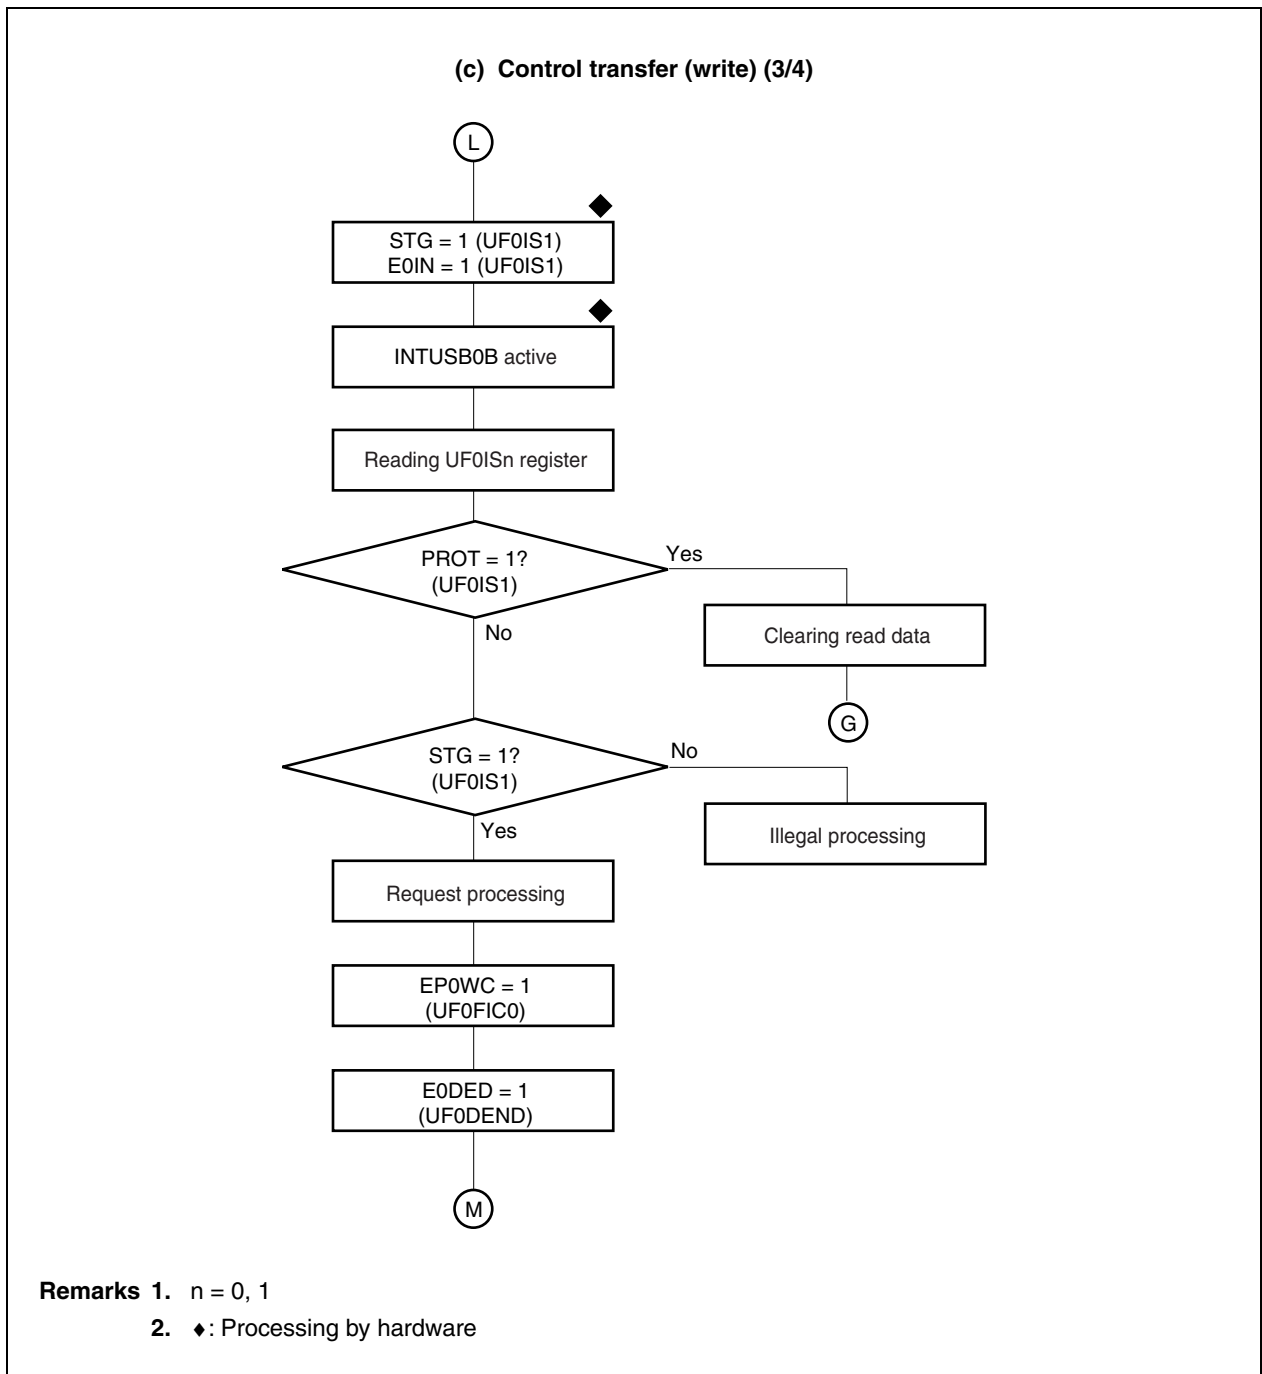 (c) Control transfer (write) (3/4)
L
STG = 1 (UF0IS1)
E0IN = 1 (UF0IS1)
INTUSB0B active
Reading UF0ISn register
PROT = 1?
(UF0IS1)
Yes
Clearing read data
No
G
STG = 1?
(UF0IS1)
No
Illegal processing
Yes
Request processing
EP0WC = 1
(UF0FIC0)
E0DED = 1
(UF0DEND)
M
Remarks 1. n = 0, 1
2. ♦: Processing by hardware